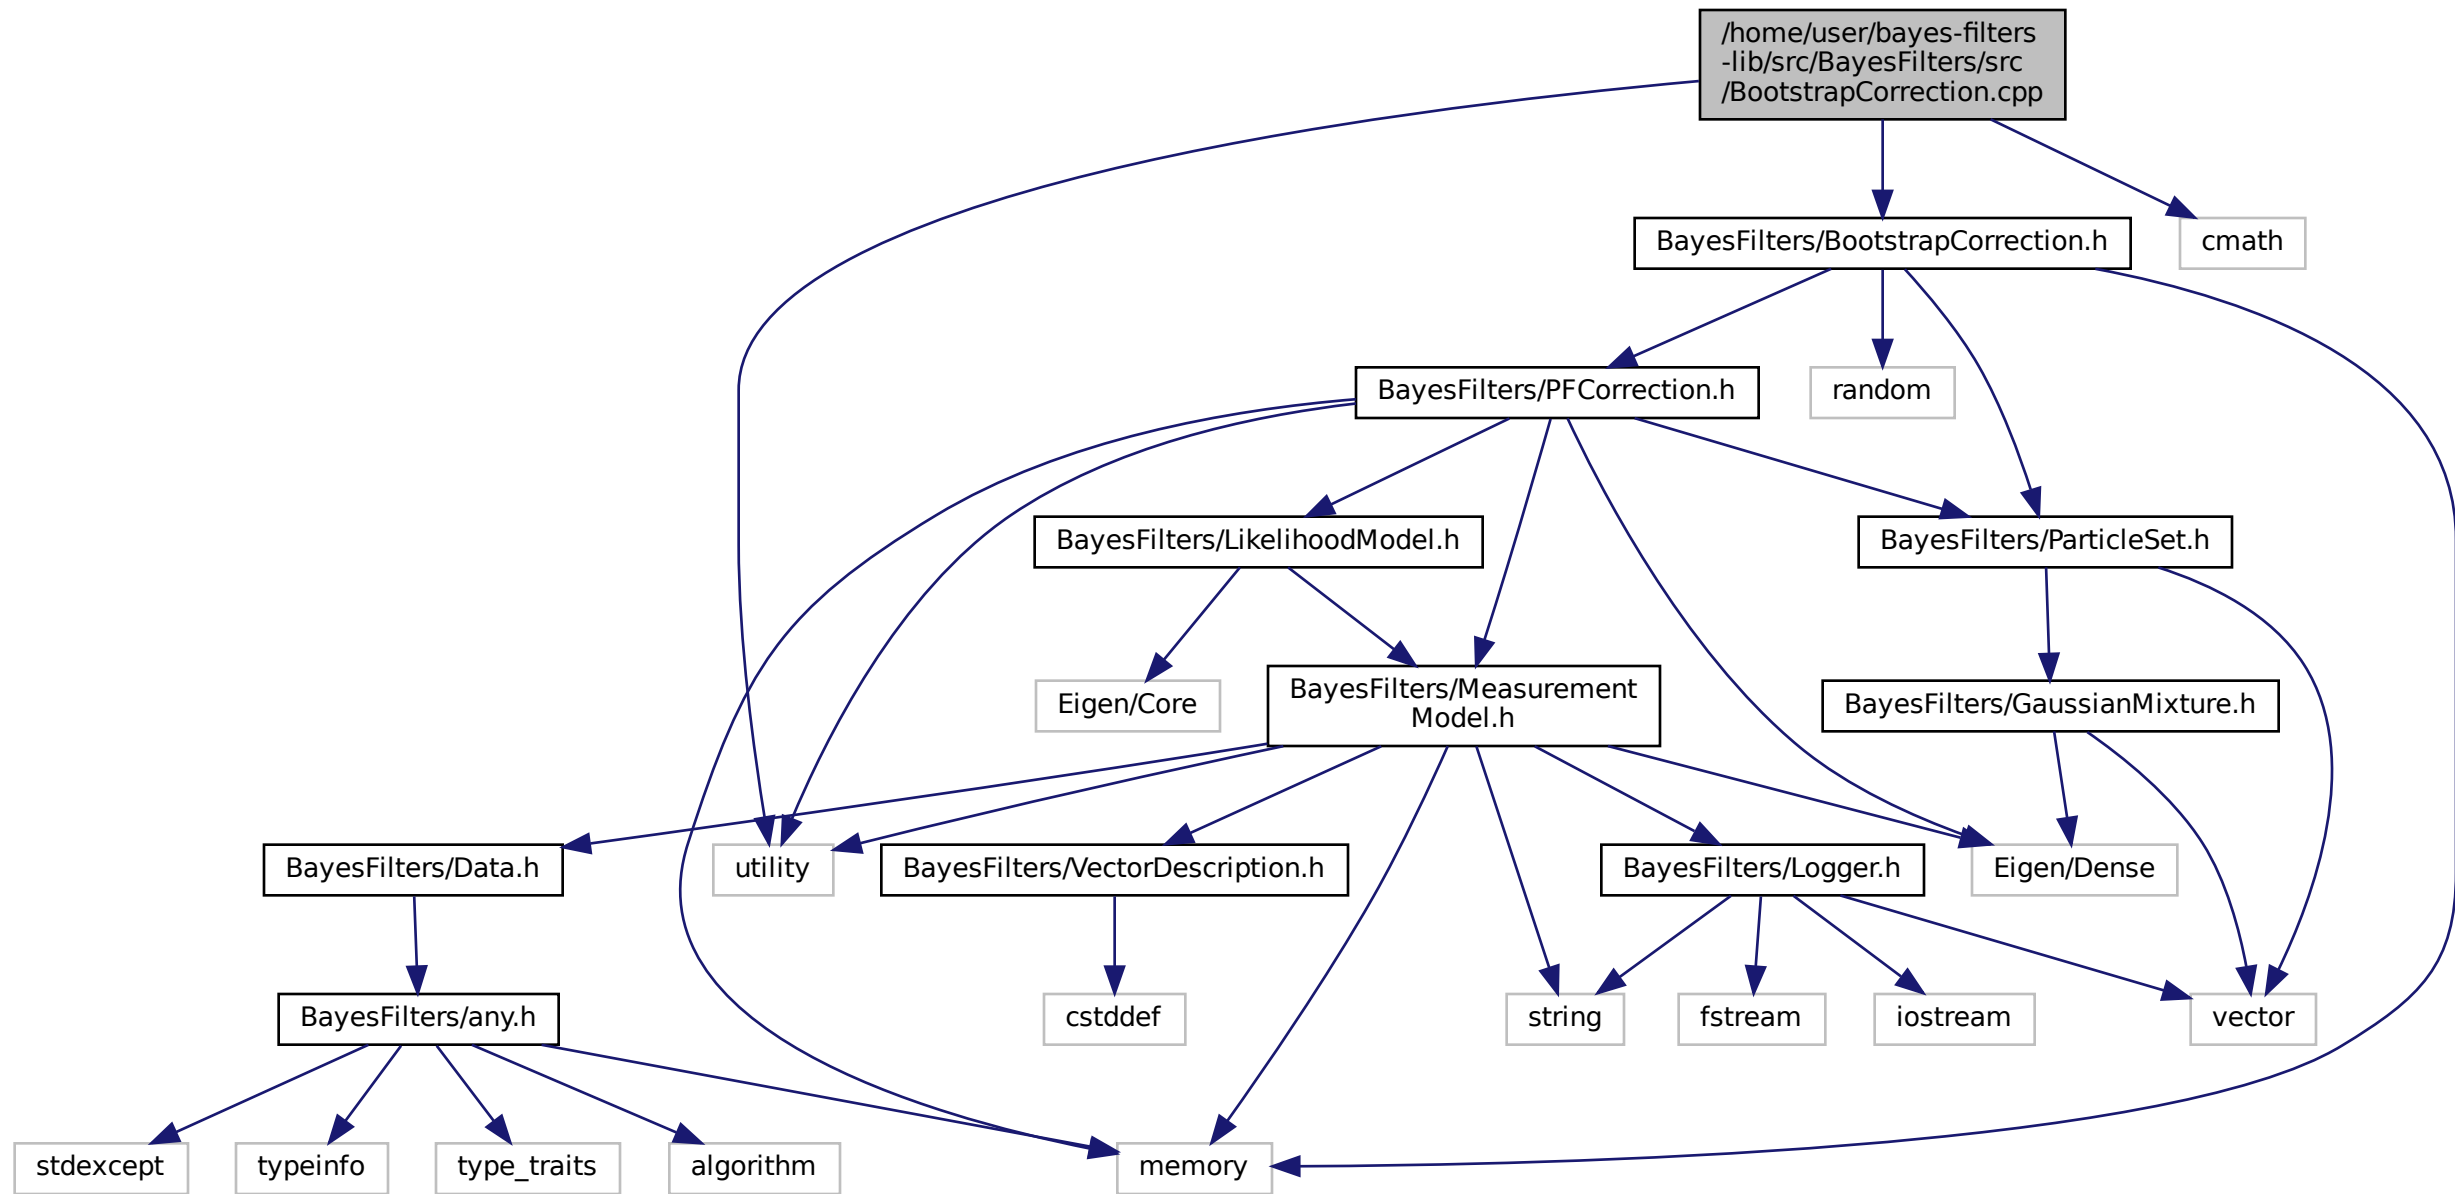 /home/user/bayes-filters
-lib/src/BayesFilters/src
/BootstrapCorrection.cpp
BayesFilters/BootstrapCorrection.h
cmath
BayesFilters/PFCorrection.h
random
BayesFilters/LikelihoodModel.h
BayesFilters/ParticleSet.h
Eigen/Core
BayesFilters/Measurement
Model.h
BayesFilters/GaussianMixture.h
BayesFilters/Data.h
utility
BayesFilters/VectorDescription.h
BayesFilters/Logger.h
Eigen/Dense
BayesFilters/any.h
cstddef
string
fstream
iostream
vector
stdexcept
typeinfo
type_traits
algorithm
memory